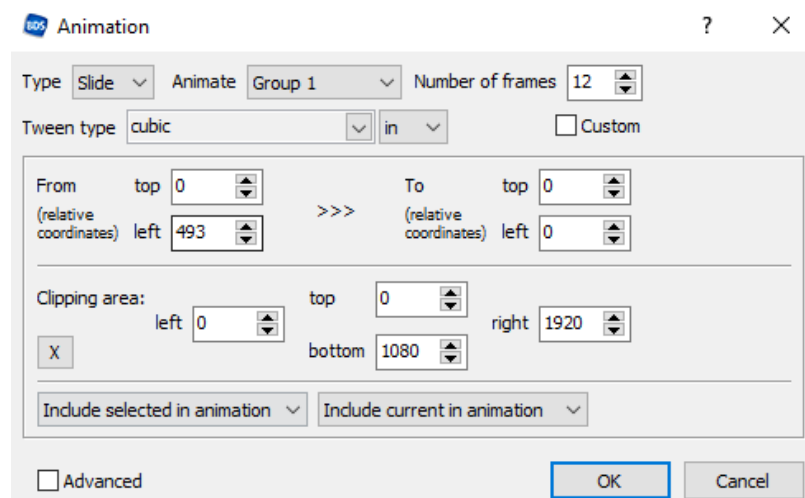 BDS Animation ? X
Type Slide Animate Group 1 Number of frames 12
Tween type cubic in Custom
From top 0 >>> To top 0
(relative coordinates) left 493 (relative coordinates) left 0
Clipping area: left 0 top 0 right 1920
X bottom 1080
Include selected in animation Include current in animation
Advanced OK Cancel